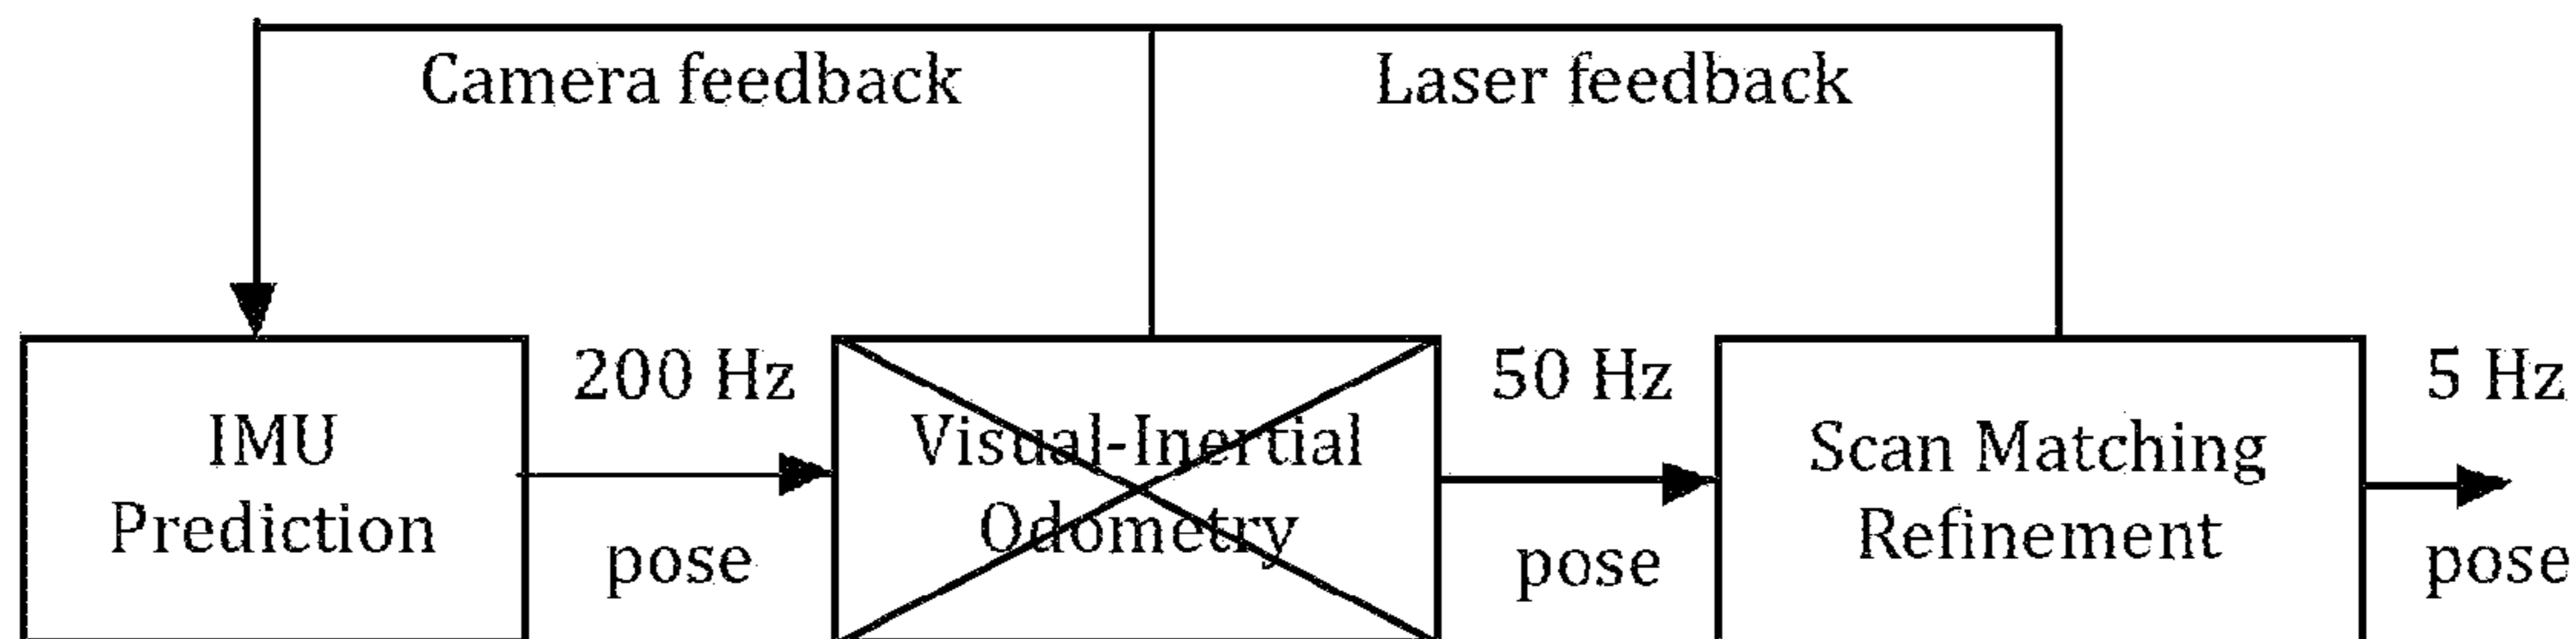 Camera feedback
Laser feedback
IMU
Prediction
200 Hz
pose
Visual-Inertial
Odometry
50 Hz
pose
Scan Matching
Refinement
5 Hz
pose